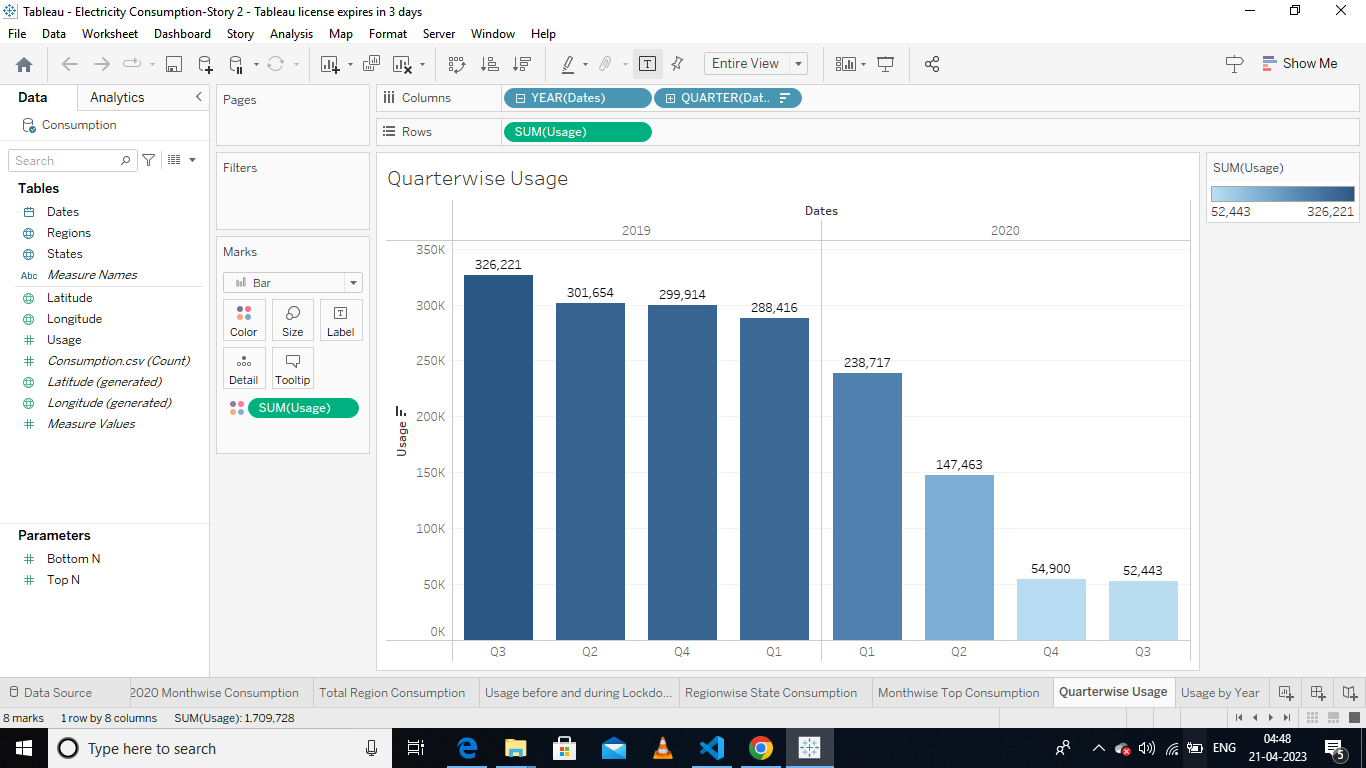 Tableau - Electricity Consumption-Story 2 - Tableau license expires in 3 days
File Data Worksheet Dashboard Story Analysis Map Format Server Window Help
Entire View
Show Me
Data Analytics
Consumption
Search
Tables
Dates
Regions
States
Abc Measure Names
Latitude
Longitude
Usage
Consumption.csv (Count)
Latitude (generated)
Longitude (generated)
Measure Values
Parameters
Bottom N
Top N
Pages
Filters
Marks
Bar
Color Size Label
Detail Tooltip
SUM(Usage)
Columns YEAR(Dates) QUARTER(Dat..
Rows SUM(Usage)
Quarterwise Usage
Dates
2019 2020
350K
300K
250K
200K
150K
100K
50K
0K
Usage
326,221
301,654
299,914
288,416
238,717
147,463
54,900
52,443
Q3 Q2 Q4 Q1 Q1 Q2 Q4 Q3
SUM(Usage)
52,443 326,221
Data Source 2020 Monthwise Consumption Total Region Consumption Usage before and during Lockdo... Regionwise State Consumption Monthwise Top Consumption Quarterwise Usage Usage by Year
8 marks 1 row by 8 columns SUM(Usage): 1,709,728
Type here to search
ENG
04:48
21-04-2023
5